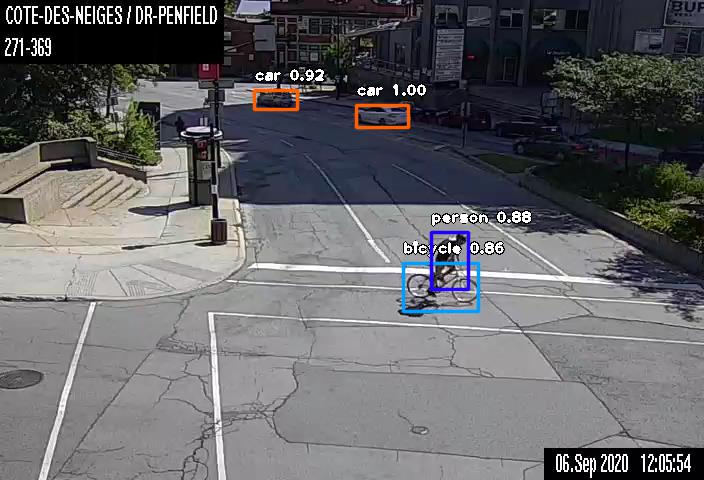 COTE-DES-NEIGES / DR-PENFIELD
271-369
BUR
car 0.92
car 1.00
person 0.88
bicycle 0.86
06.Sep 2020 12:05:54